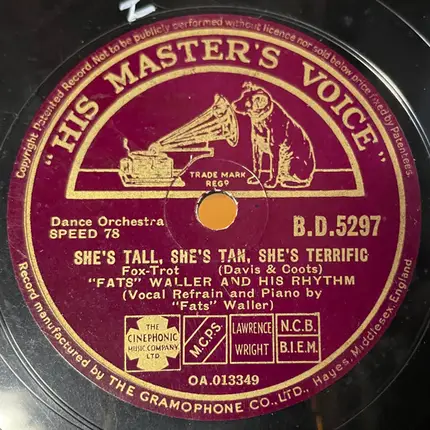 Copyright. Patented Record. Not to be publicly performed without licence nor sold below price fixed by Patentees.
"HIS MASTER'S VOICE"
TRADE MARK
REGD
Dance Orchestra
SPEED 78
B.D.5297
SHE'S TALL, SHE'S TAN, SHE'S TERRIFIC
Fox-Trot (Davis & Coots)
"FATS" WALLER AND HIS RHYTHM
(Vocal Refrain and Piano by
"Fats" Waller)
THE
CINEPHONIC
MUSIC COMPANY
LTD
M.C.P.S.
LAWRENCE
WRIGHT
N.C.B.
B.I.E.M.
OA.013349
Record manufactured by THE GRAMOPHONE CO., LTD., Hayes, Middlesex, England